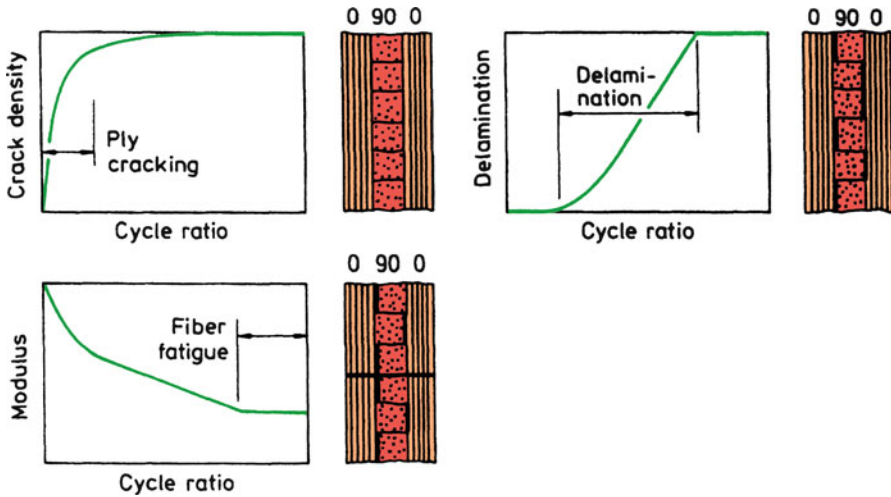 0 90 0
Crack density
Ply
cracking
Cycle ratio
0 90 0
Delamination
Delami-
nation
Cycle ratio
0 90 0
Modulus
Fiber
fatigue
Cycle ratio